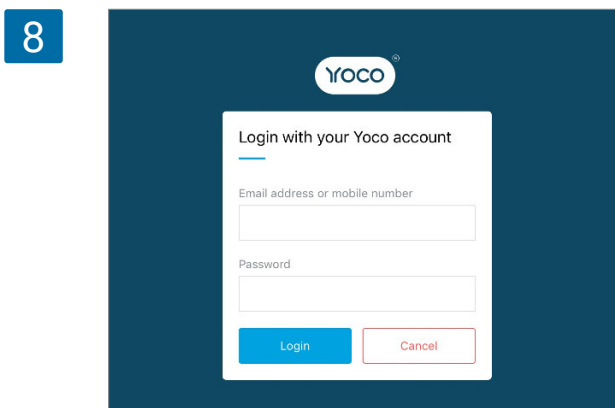 8
YOCO
Login with your Yoco account
Email address or mobile number
Password
Login
Cancel